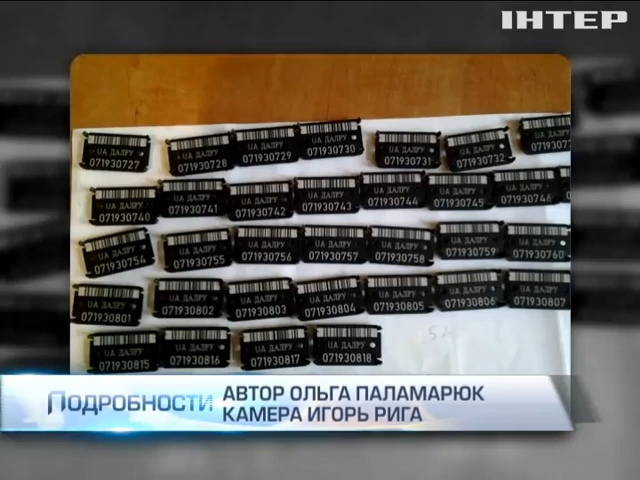 ІНТЕР
UA ДАЛРУ
071930727
UA ДАЛРУ
071930728
UA ДАЛРУ
071930729
UA ДАЛРУ
071930730
UA ДАЛРУ
071930731
UA ДАЛРУ
071930732
UA ДАЛРУ
071930740
UA ДАЛРУ
071930741
UA ДАЛРУ
071930742
UA ДАЛРУ
071930743
UA ДАЛРУ
071930744
UA ДАЛРУ
071930745
UA ДАЛРУ
071930746
UA ДАЛРУ
071930754
UA ДАЛРУ
071930755
UA ДАЛРУ
071930756
UA ДАЛРУ
071930757
UA ДАЛРУ
071930758
UA ДАЛРУ
071930759
UA ДАЛРУ
071930760
UA ДАЛРУ
071930801
UA ДАЛРУ
071930802
UA ДАЛРУ
071930803
UA ДАЛРУ
071930804
UA ДАЛРУ
071930805
UA ДАЛРУ
071930806
UA ДАЛРУ
071930807
UA ДАЛРУ
071930815
UA ДАЛРУ
071930816
UA ДАЛРУ
071930817
UA ДАЛРУ
071930818
ПОДРОБНОСТИ
АВТОР ОЛЬГА ПАЛАМАРЮК
КАМЕРА ИГОРЬ РИГА